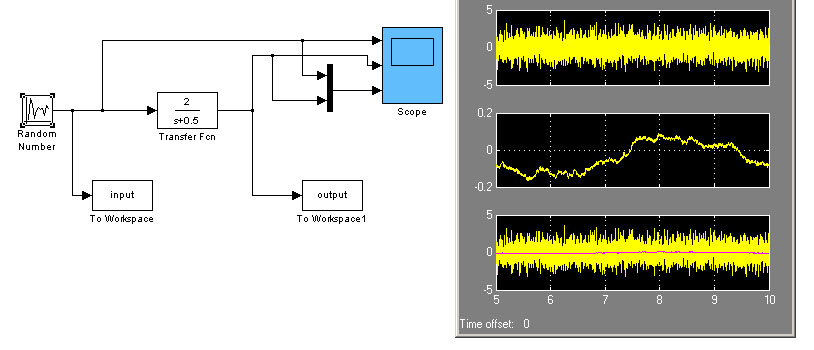 Random
Number
2
s+0.5
Transfer Fcn
Scope
input
To Workspace
output
To Workspace1
5
0
-5
0.2
0
-0.2
5
0
-5
5
6
7
8
9
10
Time offset: 0